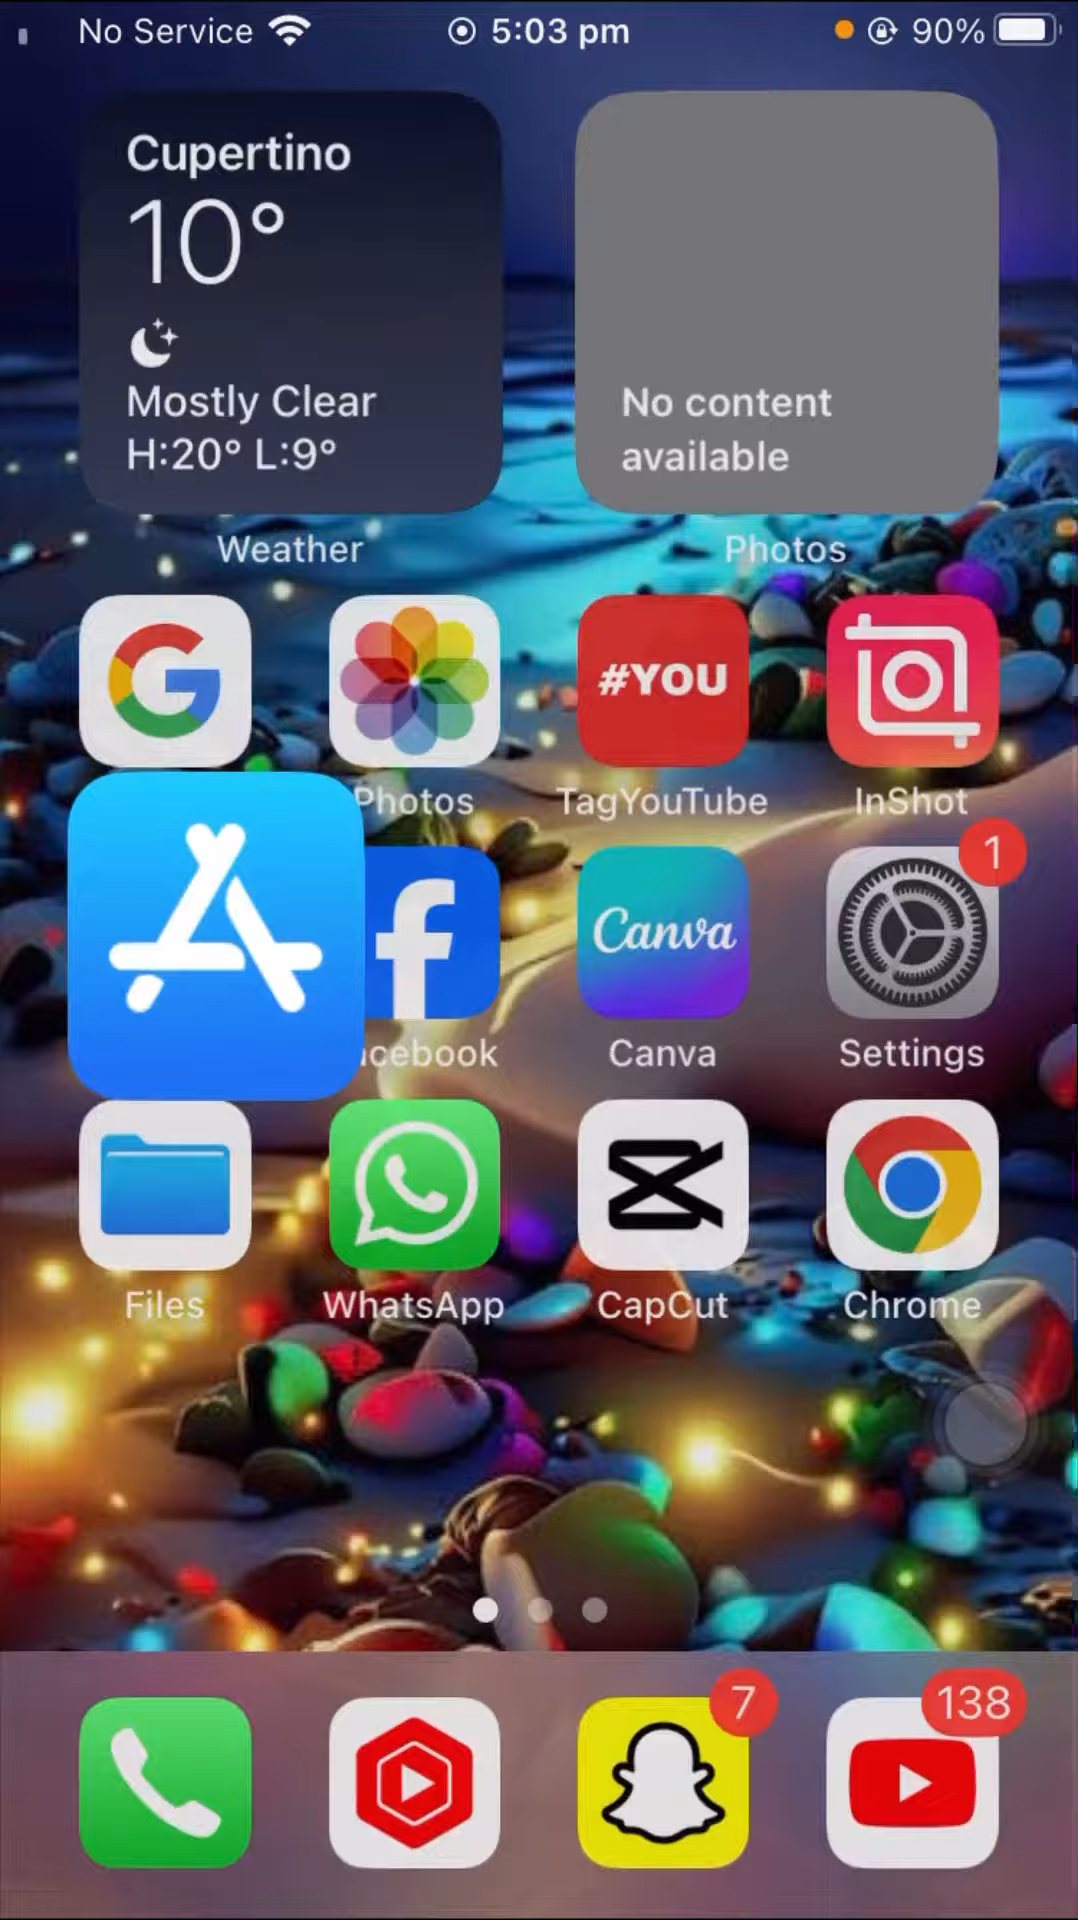 No Service 5:03 pm 90%
Cupertino
10°
Mostly Clear
H:20° L:9°
No content
available
Weather Photos
#YOU
Photos TagYouTube InShot
Canva 1
cebook Canva Settings
Files WhatsApp CapCut Chrome
7 138